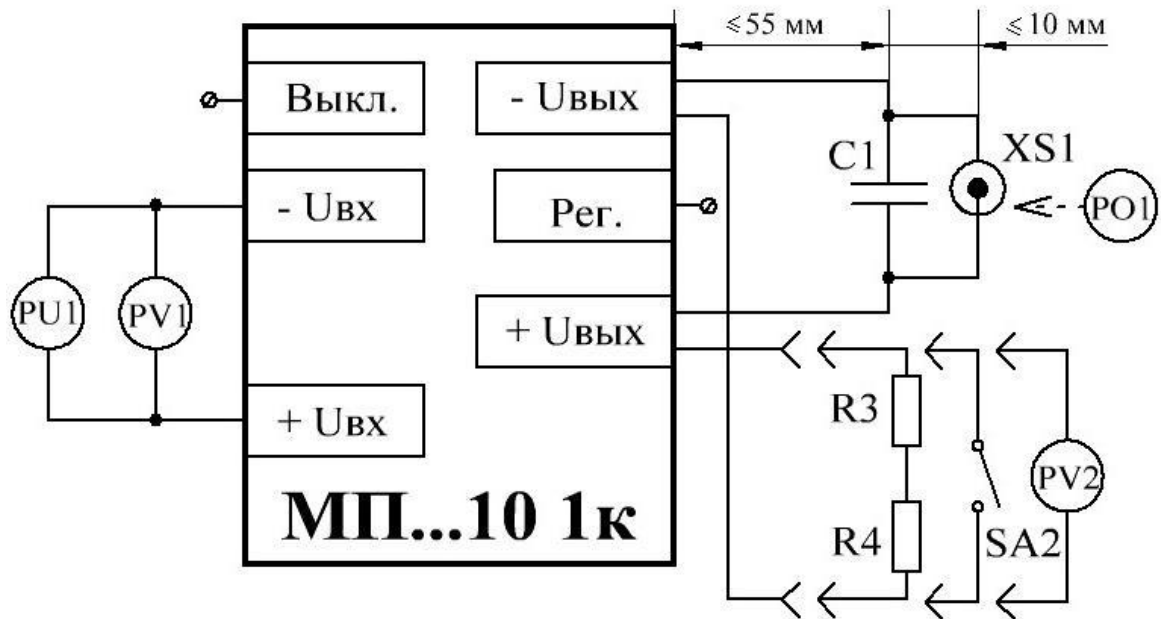 ≤55 мм
≤10 мм
Выкл.
- Uвых
C1
XS1
- Uвх
Рег.
PO1
PU1
PV1
+ Uвых
+ Uвх
R3
PV2
МП...10 1к
R4
SA2